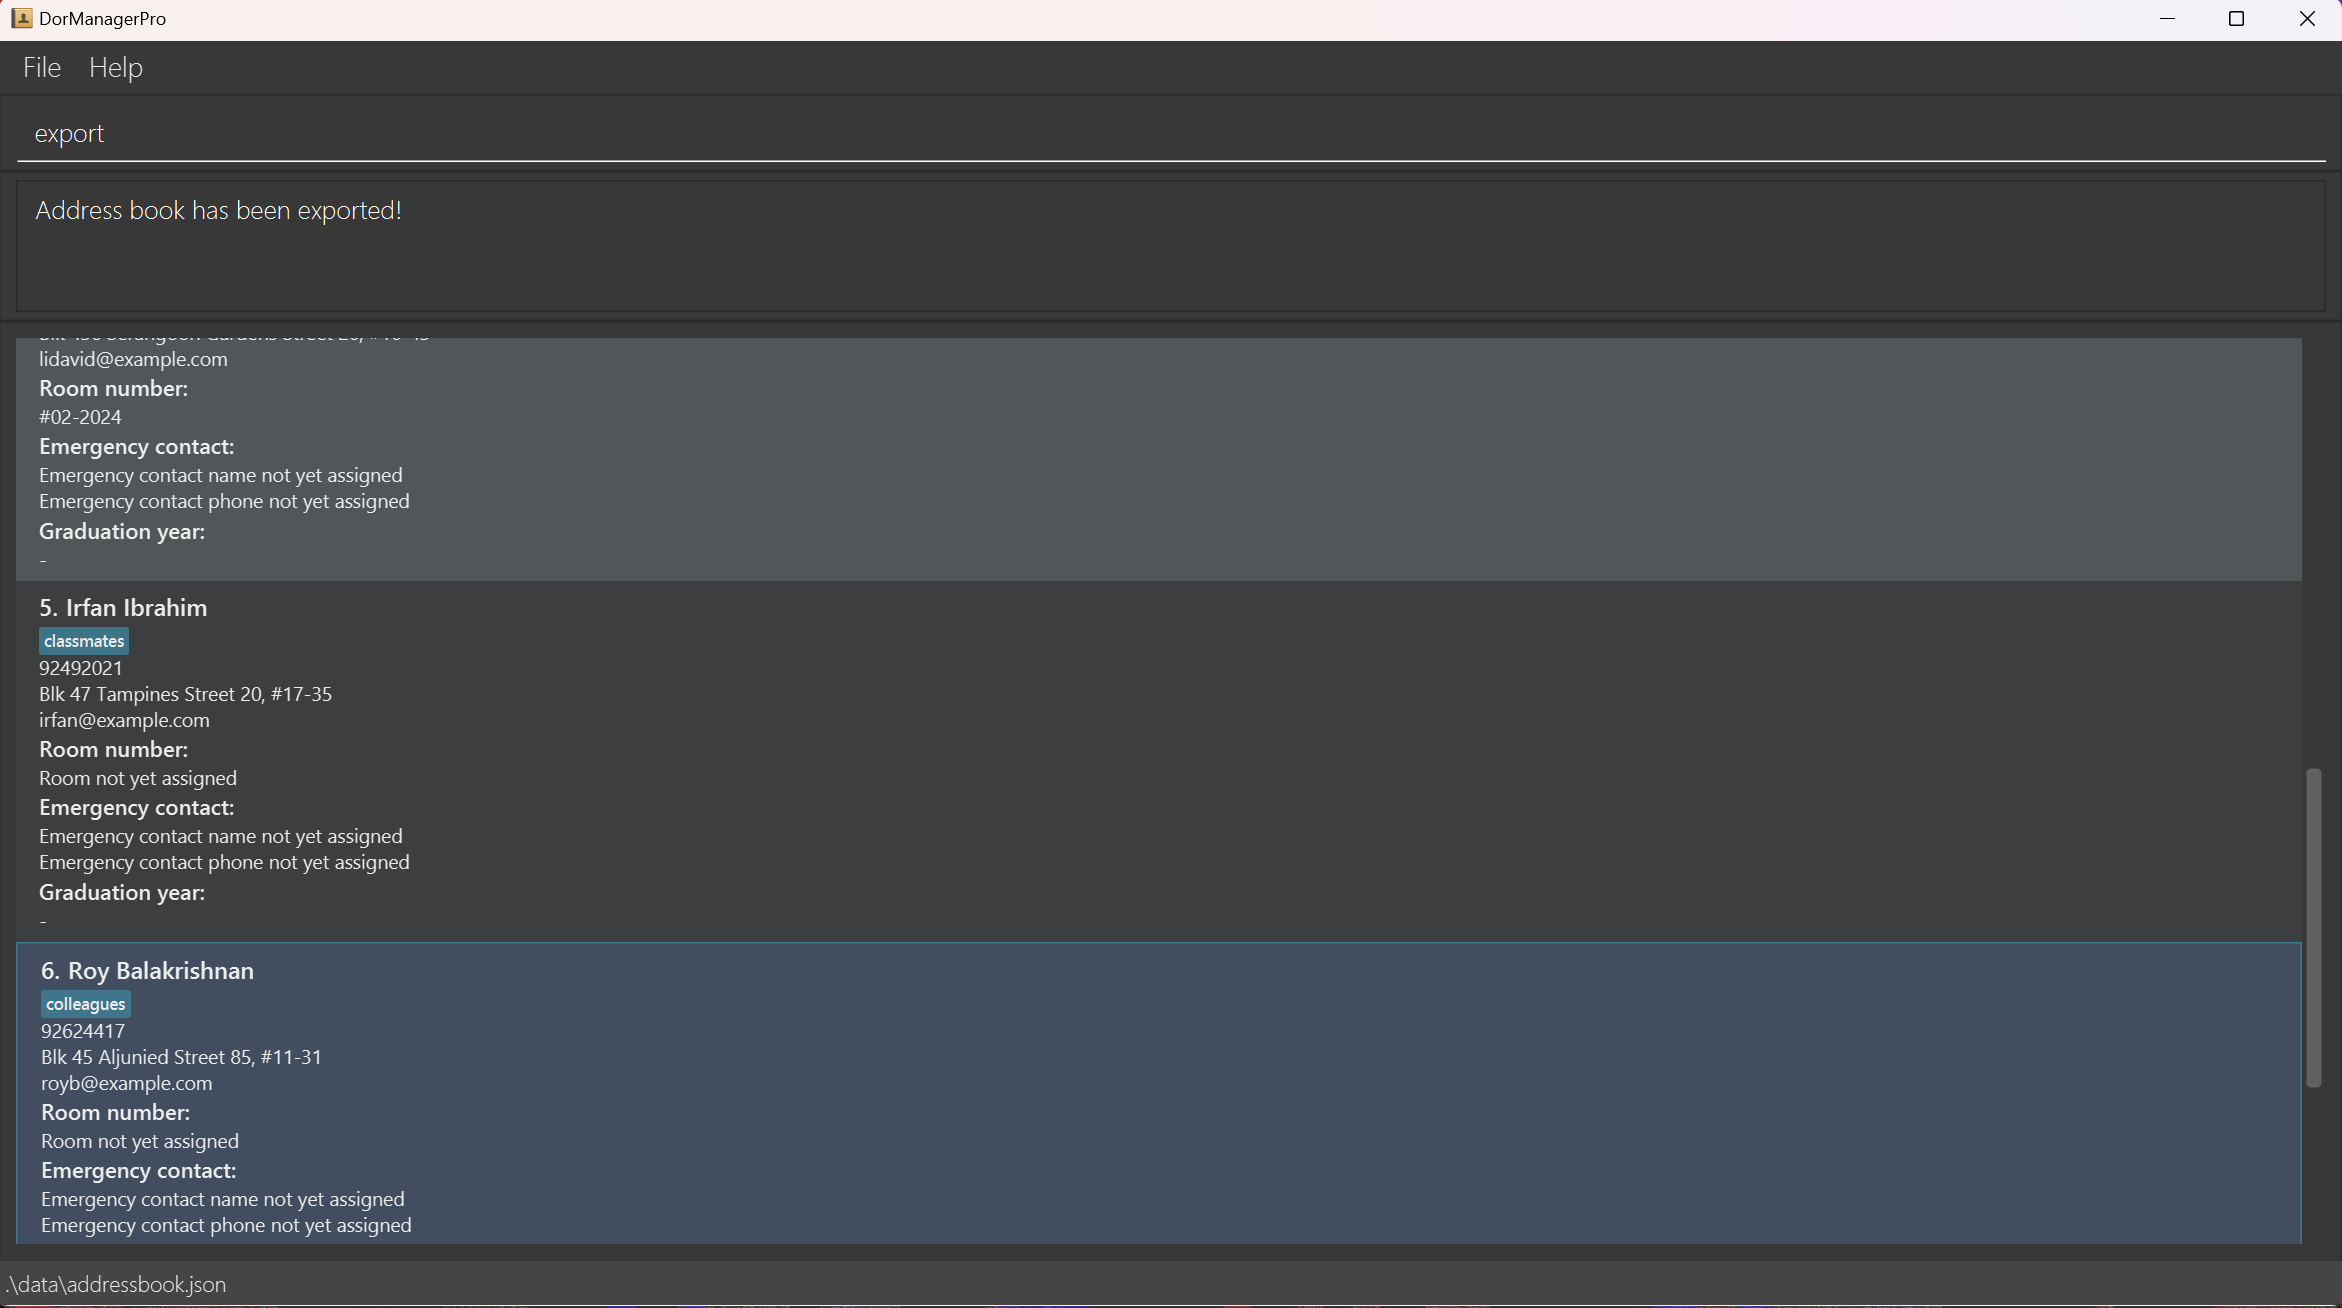 DorManagerPro
File Help
export
Address book has been exported!
lidavid@example.com
Room number:
#02-2024
Emergency contact:
Emergency contact name not yet assigned
Emergency contact phone not yet assigned
Graduation year:
-
5. Irfan Ibrahim
classmates
92492021
Blk 47 Tampines Street 20, #17-35
irfan@example.com
Room number:
Room not yet assigned
Emergency contact:
Emergency contact name not yet assigned
Emergency contact phone not yet assigned
Graduation year:
-
6. Roy Balakrishnan
colleagues
92624417
Blk 45 Aljunied Street 85, #11-31
royb@example.com
Room number:
Room not yet assigned
Emergency contact:
Emergency contact name not yet assigned
Emergency contact phone not yet assigned
.\data\addressbook.json